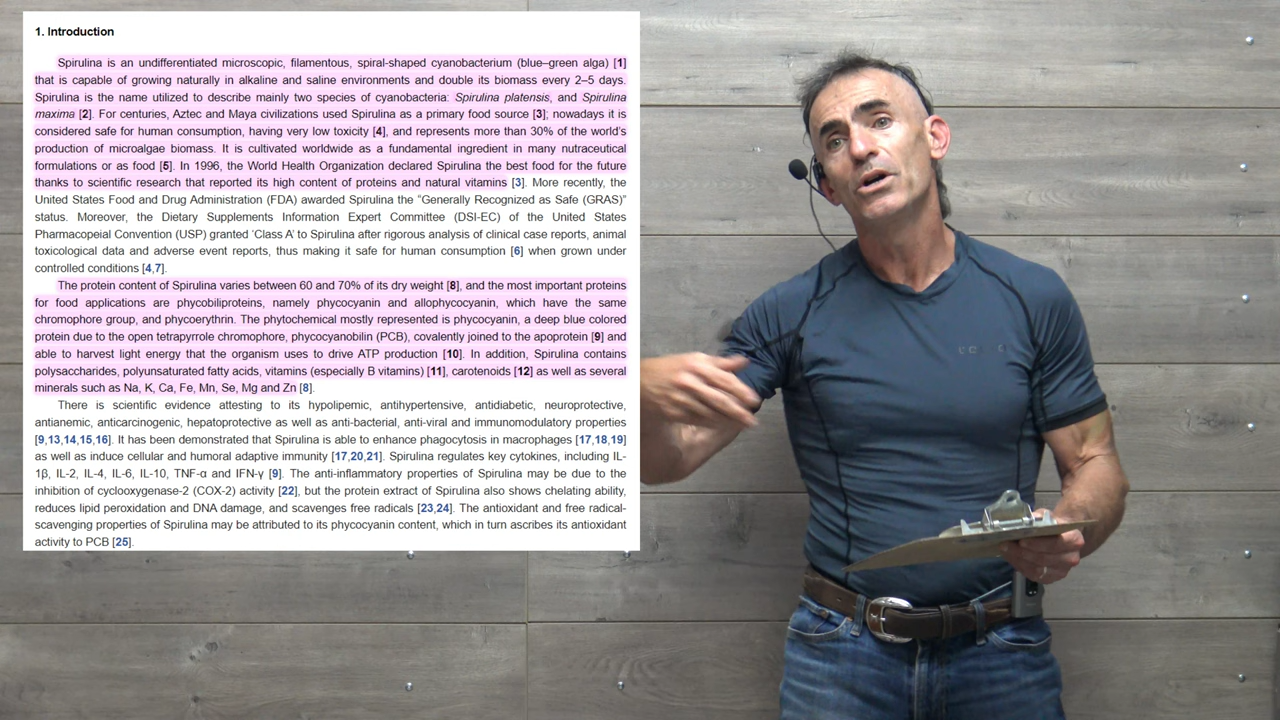 1. Introduction
Spirulina is an undifferentiated microscopic, filamentous, spiral-shaped cyanobacterium (blue–green alga) [1]
that is capable of growing naturally in alkaline and saline environments and double its biomass every 2–5 days.
Spirulina is the name utilized to describe mainly two species of cyanobacteria: Spirulina platensis, and Spirulina
maxima [2]. For centuries, Aztec and Maya civilizations used Spirulina as a primary food source [3]; nowadays it is
considered safe for human consumption, having very low toxicity [4], and represents more than 30% of the world's
production of microalgae biomass. It is cultivated worldwide as a fundamental ingredient in many nutraceutical
formulations or as food [5]. In 1996, the World Health Organization declared Spirulina the best food for the future
thanks to scientific research that reported its high content of proteins and natural vitamins [3]. More recently, the
United States Food and Drug Administration (FDA) awarded Spirulina the "Generally Recognized as Safe (GRAS)"
status. Moreover, the Dietary Supplements Information Expert Committee (DSI-EC) of the United States
Pharmacopeial Convention (USP) granted 'Class A' to Spirulina after rigorous analysis of clinical case reports, animal
toxicological data and adverse event reports, thus making it safe for human consumption [6] when grown under
controlled conditions [4,7].
The protein content of Spirulina varies between 60 and 70% of its dry weight [8], and the most important proteins
for food applications are phycobiliproteins, namely phycocyanin and allophycocyanin, which have the same
chromophore group, and phycoerythrin. The phytochemical mostly represented is phycocyanin, a deep blue colored
protein due to the open tetrapyrrole chromophore, phycocyanobilin (PCB), covalently joined to the apoprotein [9] and
able to harvest light energy that the organism uses to drive ATP production [10]. In addition, Spirulina contains
polysaccharides, polyunsaturated fatty acids, vitamins (especially B vitamins) [11], carotenoids [12] as well as several
minerals such as Na, K, Ca, Fe, Mn, Se, Mg and Zn [8].
There is scientific evidence attesting to its hypolipemic, antihypertensive, antidiabetic, neuroprotective,
antianemic, anticarcinogenic, hepatoprotective as well as anti-bacterial, anti-viral and immunomodulatory properties
[9,13,14,15,16]. It has been demonstrated that Spirulina is able to enhance phagocytosis in macrophages [17,18,19]
as well as induce cellular and humoral adaptive immunity [17,20,21]. Spirulina regulates key cytokines, including IL-
1β, IL-2, IL-4, IL-6, IL-10, TNF-α and IFN-γ [9]. The anti-inflammatory properties of Spirulina may be due to the
inhibition of cyclooxygenase-2 (COX-2) activity [22], but the protein extract of Spirulina also shows chelating ability,
reduces lipid peroxidation and DNA damage, and scavenges free radicals [23,24]. The antioxidant and free radical-
scavenging properties of Spirulina may be attributed to its phycocyanin content, which in turn ascribes its antioxidant
activity to PCB [25].